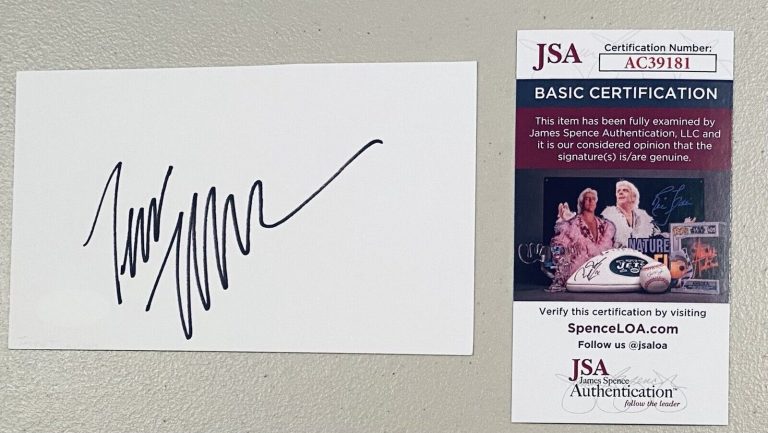 JSA
Certification Number:
AC39181
BASIC CERTIFICATION
This item has been fully examined by
James Spence Authentication, LLC and
it is our considered opinion that the
signature(s) is/are genuine.
NATURE
JETS
Verify this certification by visiting
SpenceLOA.com
Follow us @jsaloa
JSA
James Spence
Authentication™
follow the leader